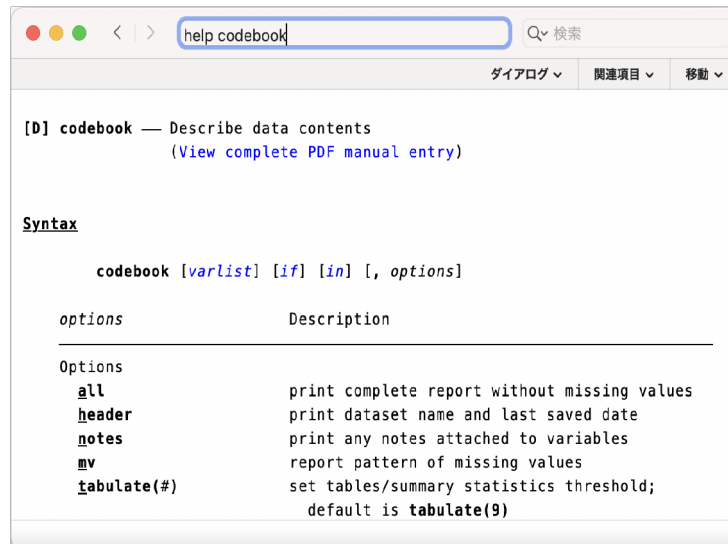 help codebook
検索
ダイアログ 関連項目 移動
[D] codebook — Describe data contents
(View complete PDF manual entry)
Syntax
codebook [varlist] [if] [in] [, options]
options Description
Options
all print complete report without missing values
header print dataset name and last saved date
notes print any notes attached to variables
mv report pattern of missing values
tabulate(#) set tables/summary statistics threshold;
default is tabulate(9)